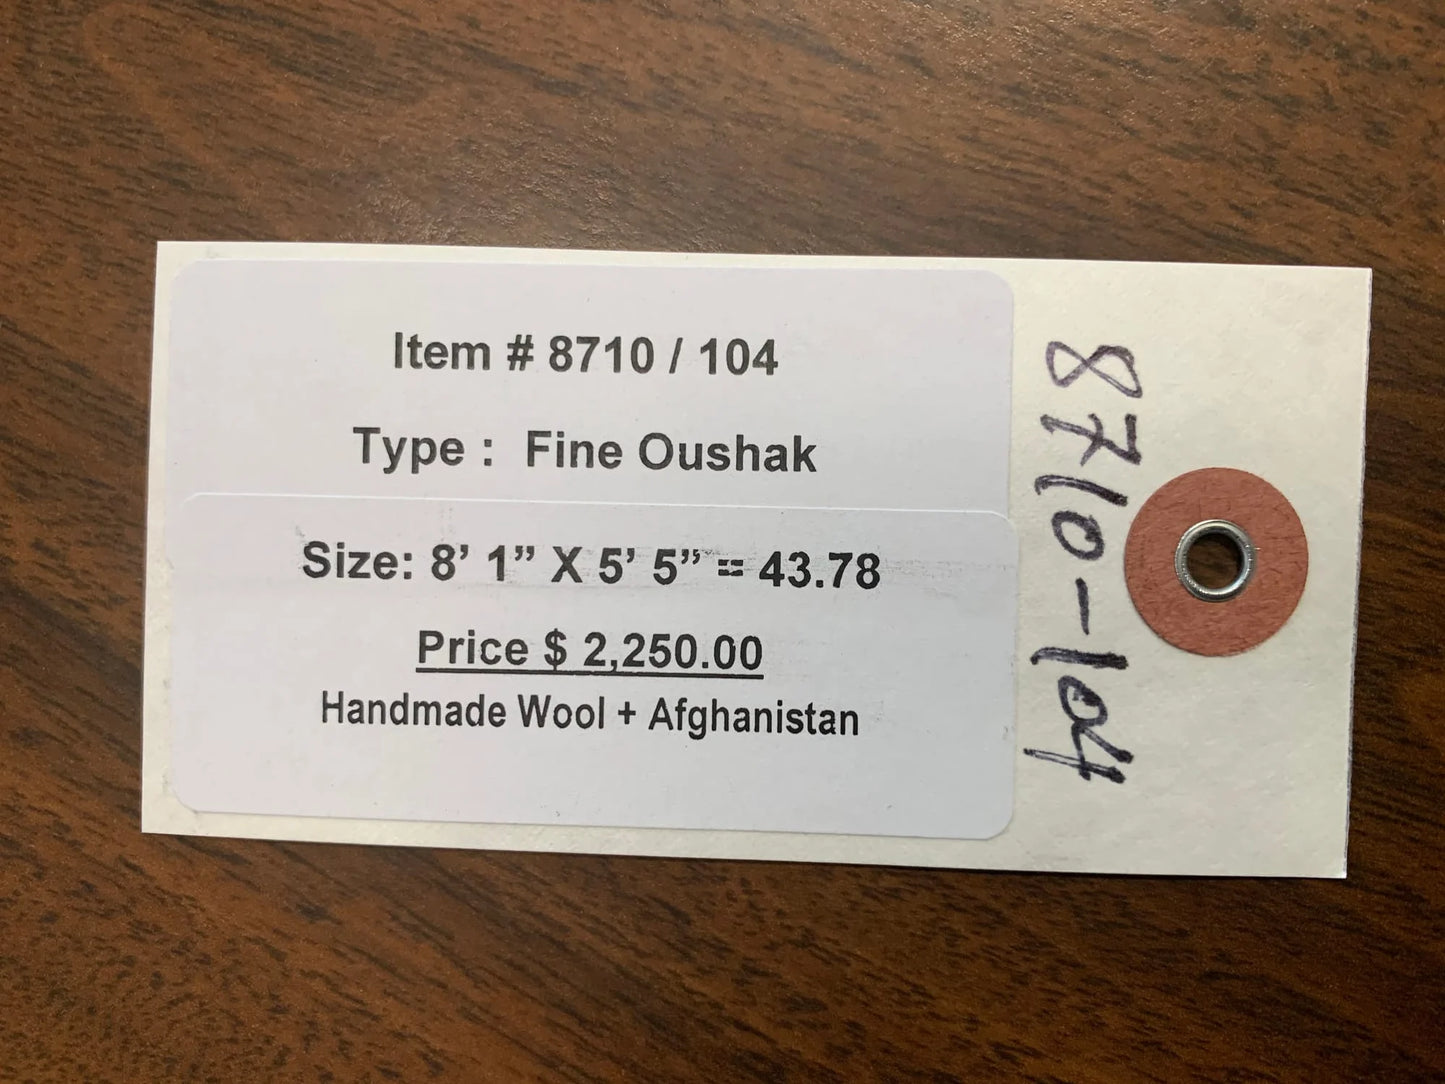 Item # 8710 / 104
Type :  Fine Oushak
Size: 8’ 1” X 5’ 5” = 43.78
Price $ 2,250.00
Handmade Wool + Afghanistan
8710-104